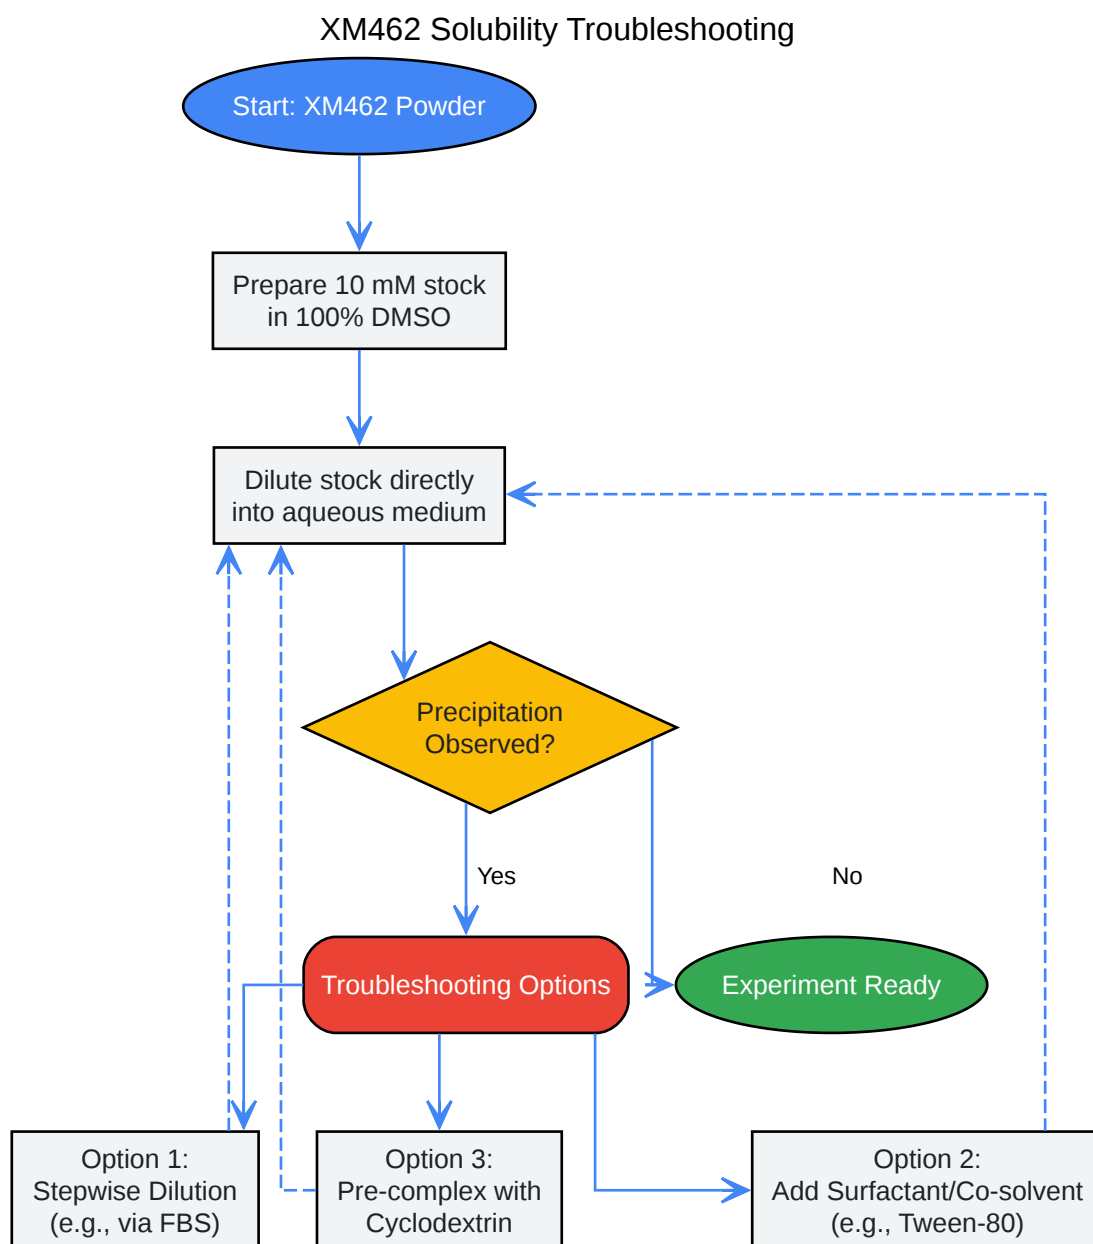 XM462 Solubility Troubleshooting
Start: XM462 Powder
Prepare 10 mM stock
in 100% DMSO
Dilute stock directly
into aqueous medium
Precipitation
Observed?
Yes
No
Troubleshooting Options
Experiment Ready
Option 1:
Stepwise Dilution
(e.g., via FBS)
Option 3:
Pre-complex with
Cyclodextrin
Option 2:
Add Surfactant/Co-solvent
(e.g., Tween-80)